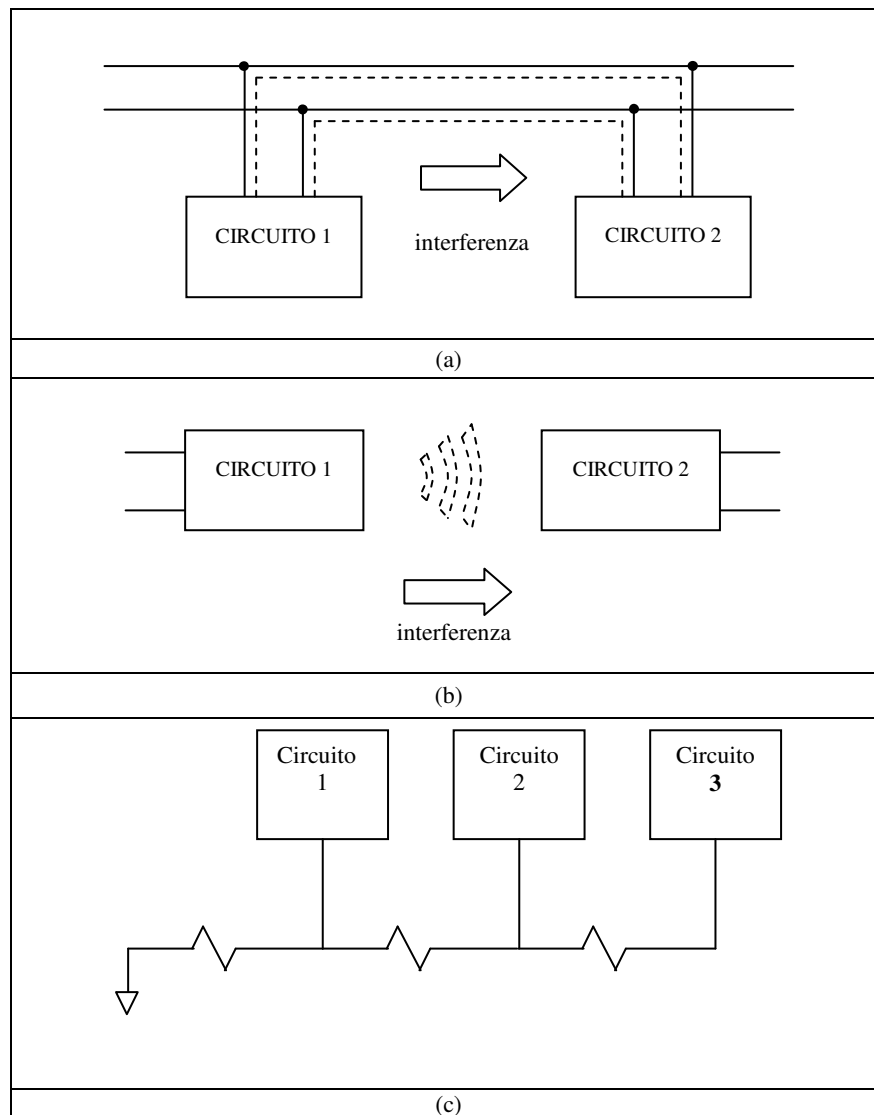 CIRCUITO 1
CIRCUITO 2
interferenza
(a)
CIRCUITO 1
CIRCUITO 2
interferenza
(b)
Circuito
1
Circuito
2
Circuito
3
(c)